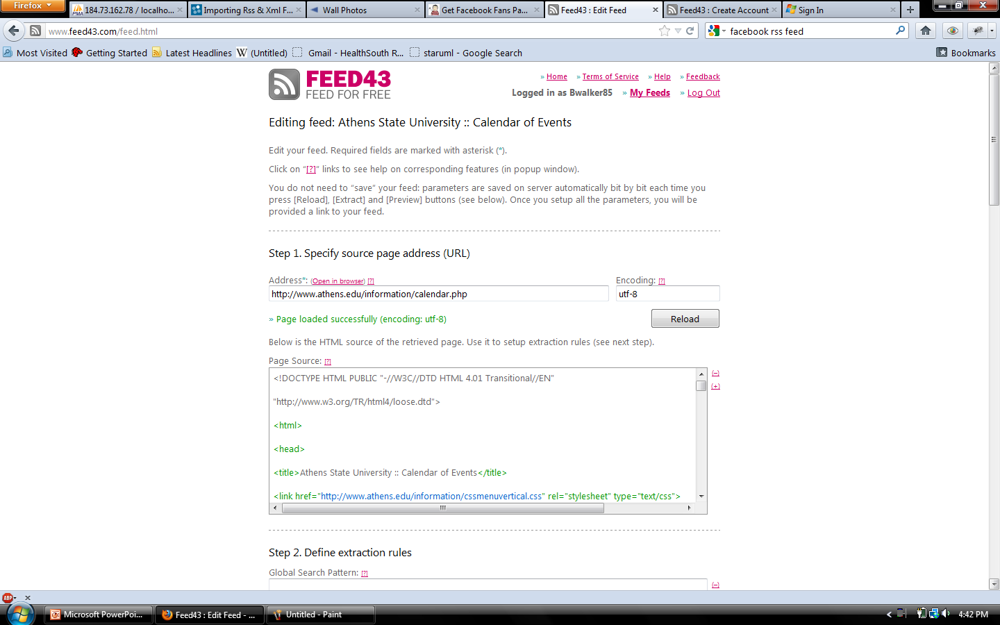 Firefox
184.73.162.78 / localho...
Importing Rss & Xml F...
Wall Photos
Get Facebook Fans Pa...
Feed43 : Edit Feed
Feed43 : Create Account
Sign In
www.feed43.com/feed.html
facebook rss feed
Most Visited
Getting Started
Latest Headlines
W (Untitled)
Gmail - HealthSouth R...
staruml - Google Search
Bookmarks
FEED43
FEED FOR FREE
» Home » Terms of Service » Help » Feedback
Logged in as Bwalker85 » My Feeds » Log Out
Editing feed: Athens State University :: Calendar of Events
Edit your feed. Required fields are marked with asterisk (*).
Click on “[?]” links to see help on corresponding features (in popup window).
You do not need to “save” your feed: parameters are saved on server automatically bit by bit each time you
press [Reload], [Extract] and [Preview] buttons (see below). Once you setup all the parameters, you will be
provided a link to your feed.
Step 1. Specify source page address (URL)
Address*: (Open in browser) [?]
Encoding: [?]
http://www.athens.edu/information/calendar.php
utf-8
» Page loaded successfully (encoding: utf-8)
Reload
Below is the HTML source of the retrieved page. Use it to setup extraction rules (see next step).
Page Source: [?]
(–)
(+)
<!DOCTYPE HTML PUBLIC "-//W3C//DTD HTML 4.01 Transitional//EN"
"http://www.w3.org/TR/html4/loose.dtd">
<html>
<head>
<title>Athens State University :: Calendar of Events</title>
<link href="http://www.athens.edu/information/cssmenuvertical.css" rel="stylesheet" type="text/css">
Step 2. Define extraction rules
Global Search Pattern: [?]
(–)
ABP
Microsoft PowerPoi...
Feed43 : Edit Feed - ...
Untitled - Paint
4:42 PM